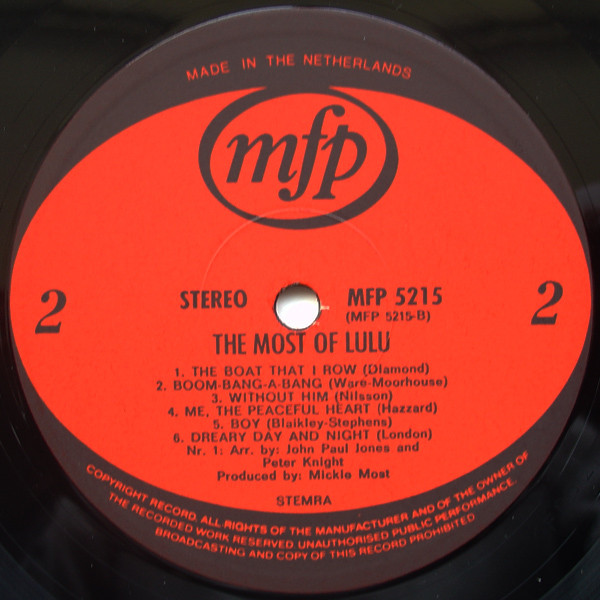 MADE IN THE NETHERLANDS
mfp
2
2
STEREO
MFP 5215
(MFP 5215-B)
THE MOST OF LULU
1. THE BOAT THAT I ROW (Diamond)
2. BOOM-BANG-A-BANG (Ware-Moorhouse)
3. WITHOUT HIM (Nilsson)
4. ME, THE PEACEFUL HEART (Hazzard)
5. BOY (Blaikley-Stephens)
6. DREARY DAY AND NIGHT (London)
Nr. 1: Arr. by: John Paul Jones and
Peter Knight
Produced by: Mickie Most
STEMRA
COPYRIGHT RECORD. ALL RIGHTS OF THE MANUFACTURER AND OF THE OWNER OF
THE RECORDED WORK RESERVED UNAUTHORISED PUBLIC PERFORMANCE.
BROADCASTING AND COPY OF THIS RECORD PROHIBITED